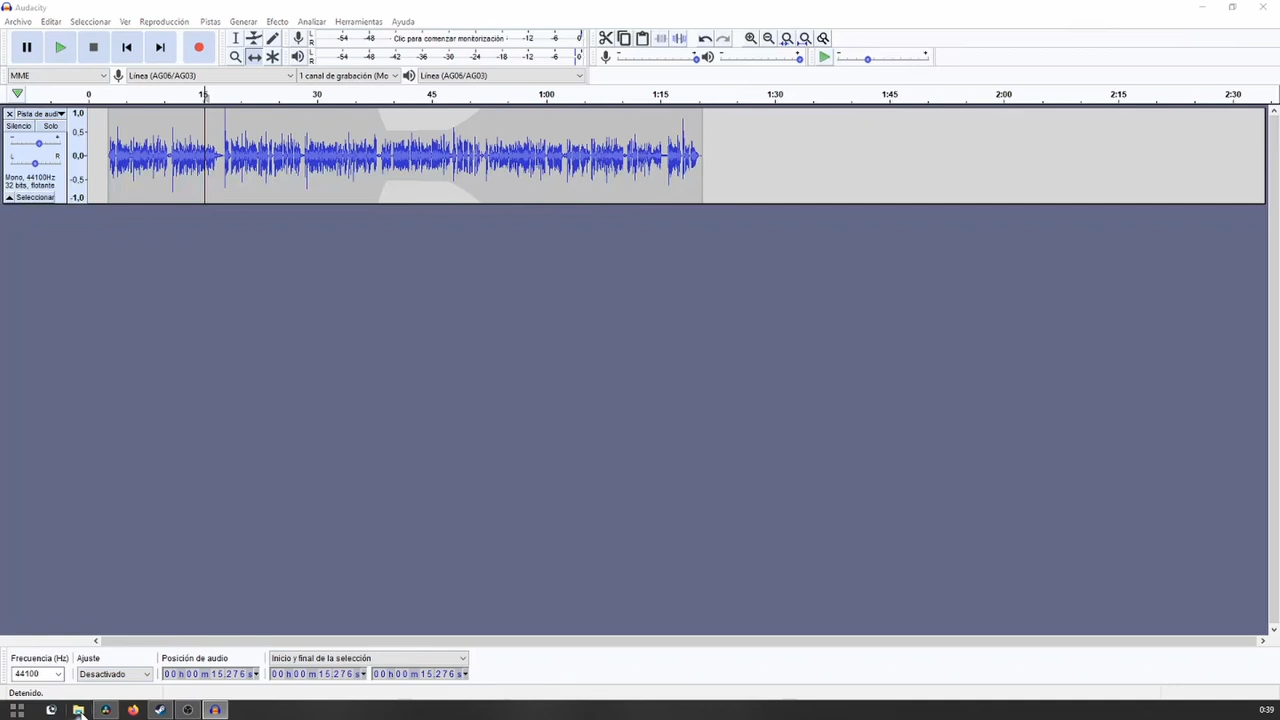 Audacity
Archivo Editar Seleccionar Ver Reproducción Pistas Generar Efecto Analizar Herramientas Ayuda
L R -54 -48 Clic para comenzar monitorización -12 -6 0
L R -54 -48 -42 -36 -30 -24 -18 -12 -6 0
MME Línea (AG06/AG03) 1 canal de grabación (Mo Línea (AG06/AG03)
0 15 30 45 1:00 1:15 1:30 1:45 2:00 2:15 2:30
Pista de audi 1,0
Silencio Solo
- + 0,5
L R 0,0
Mono, 44100Hz
32 bits, flotante -0,5
Seleccionar -1,0
Frecuencia (Hz) Ajuste Posición de audio Inicio y final de la selección
44100 Desactivado 00 h 00 m 15,276 s 00 h 00 m 15,276 s 00 h 00 m 15,276 s
Detenido.
0:39